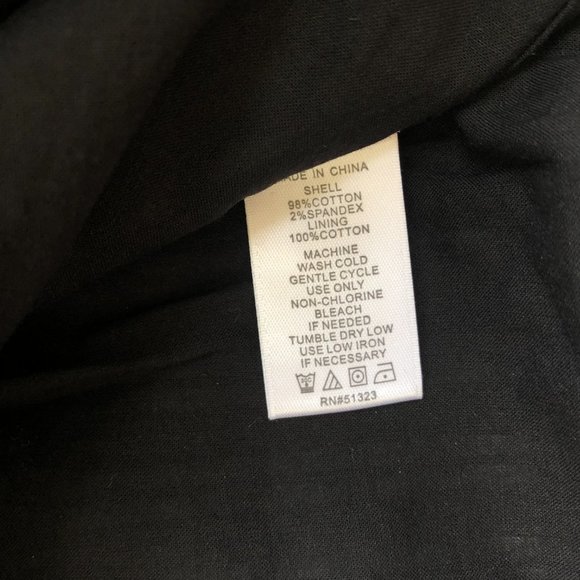 MADE IN CHINA
SHELL
98%COTTON
2%SPANDEX
LINING
100%COTTON
MACHINE
WASH COLD
GENTLE CYCLE
USE ONLY
NON-CHLORINE
BLEACH
IF NEEDED
TUMBLE DRY LOW
USE LOW IRON
IF NECESSARY
RN#51323